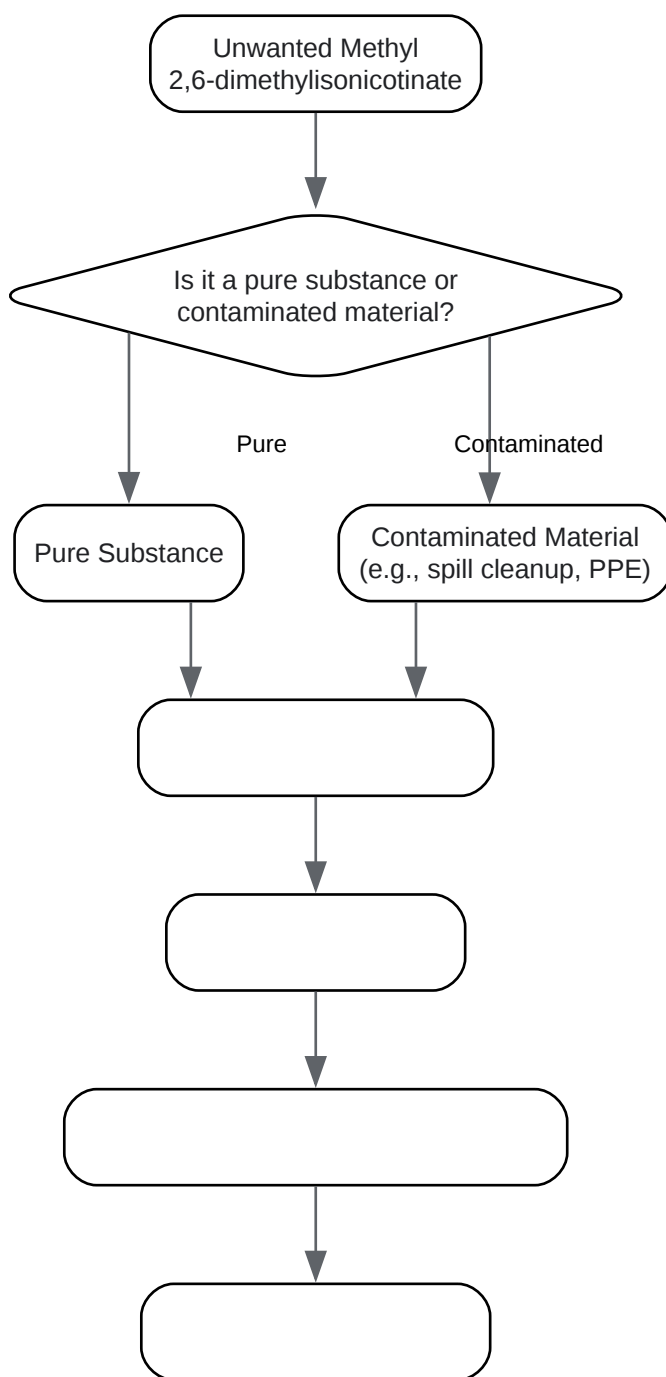 Unwanted Methyl
2,6-dimethylisonicotinate
Is it a pure substance or
contaminated material?
Pure
Contaminated
Pure Substance
Contaminated Material
(e.g., spill cleanup, PPE)